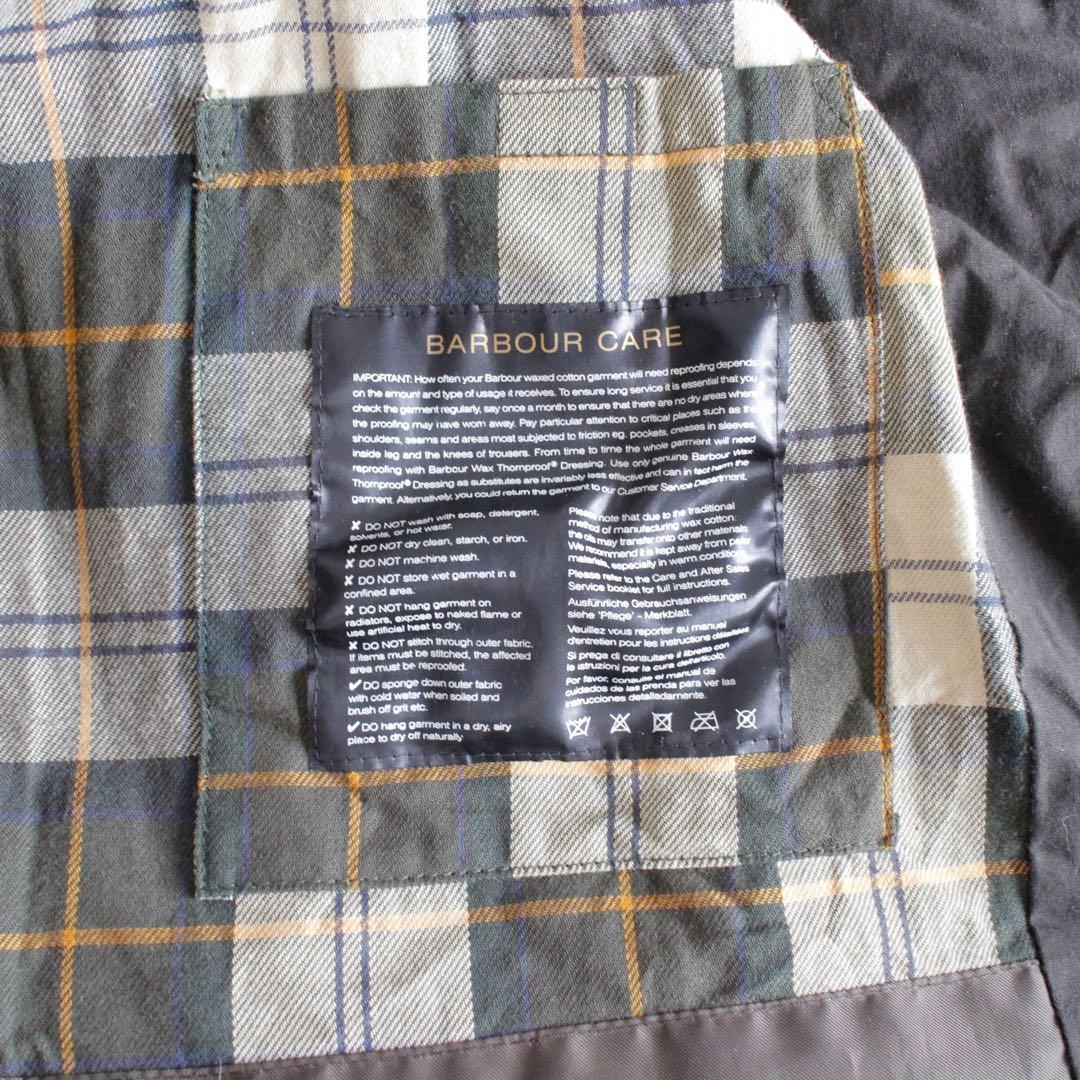 BARBOUR CARE
IMPORTANT: How often your Barbour waxed cotton garment will need reproofing depends
on the amount and type of usage it receives. To ensure long service it is essential that you
check the garment regularly, say once a month to ensure that there are no dry areas where
the proofing may have worn away. Pay particular attention to critical places such as the
shoulders, seams and areas most subjected to friction eg. pockets, creases in sleeves,
inside leg and the knees of trousers. From time to time the whole garment will need
reproofing with Barbour Wax Thornproof® Dressing. Use only genuine Barbour Wax
Thornproof® Dressing as substitutes are invariably less effective and can in fact harm the
garment. Alternatively, you could return the garment to our Customer Service Department.
✗ DO NOT wash with soap, detergent,
solvents, or hot water.
✗ DO NOT dry clean, starch, or iron.
✗ DO NOT machine wash.
✗ DO NOT store wet garment in a
confined area.
✗ DO NOT hang garment on
radiators, expose to naked flame or
use artificial heat to dry.
✗ DO NOT stitch through outer fabric.
If items must be stitched, the affected
area must be reproofed.
✓ DO sponge down outer fabric
with cold water when soiled and
brush off grit etc.
✓ DO hang garment in a dry, airy
place to dry off naturally
Please note that due to the traditional
method of manufacturing wax cotton
the oils may transfer onto other materials
We recommend it is kept away from paler
materials, especially in warm conditions.
Please refer to the Care and After Sales
Service booklet for full instructions.
Ausführliche Gebrauchsanweisungen
siehe 'Pflege' - Merkblatt.
Veuillez vous reporter au manuel
d'entretien pour les instructions détaillées
Si prega di consultare il libretto con
le istruzioni per la cura dell'articolo.
Por favor, consulte el manual de
cuidados de las prenda para ver las
instrucciones detalladamente.